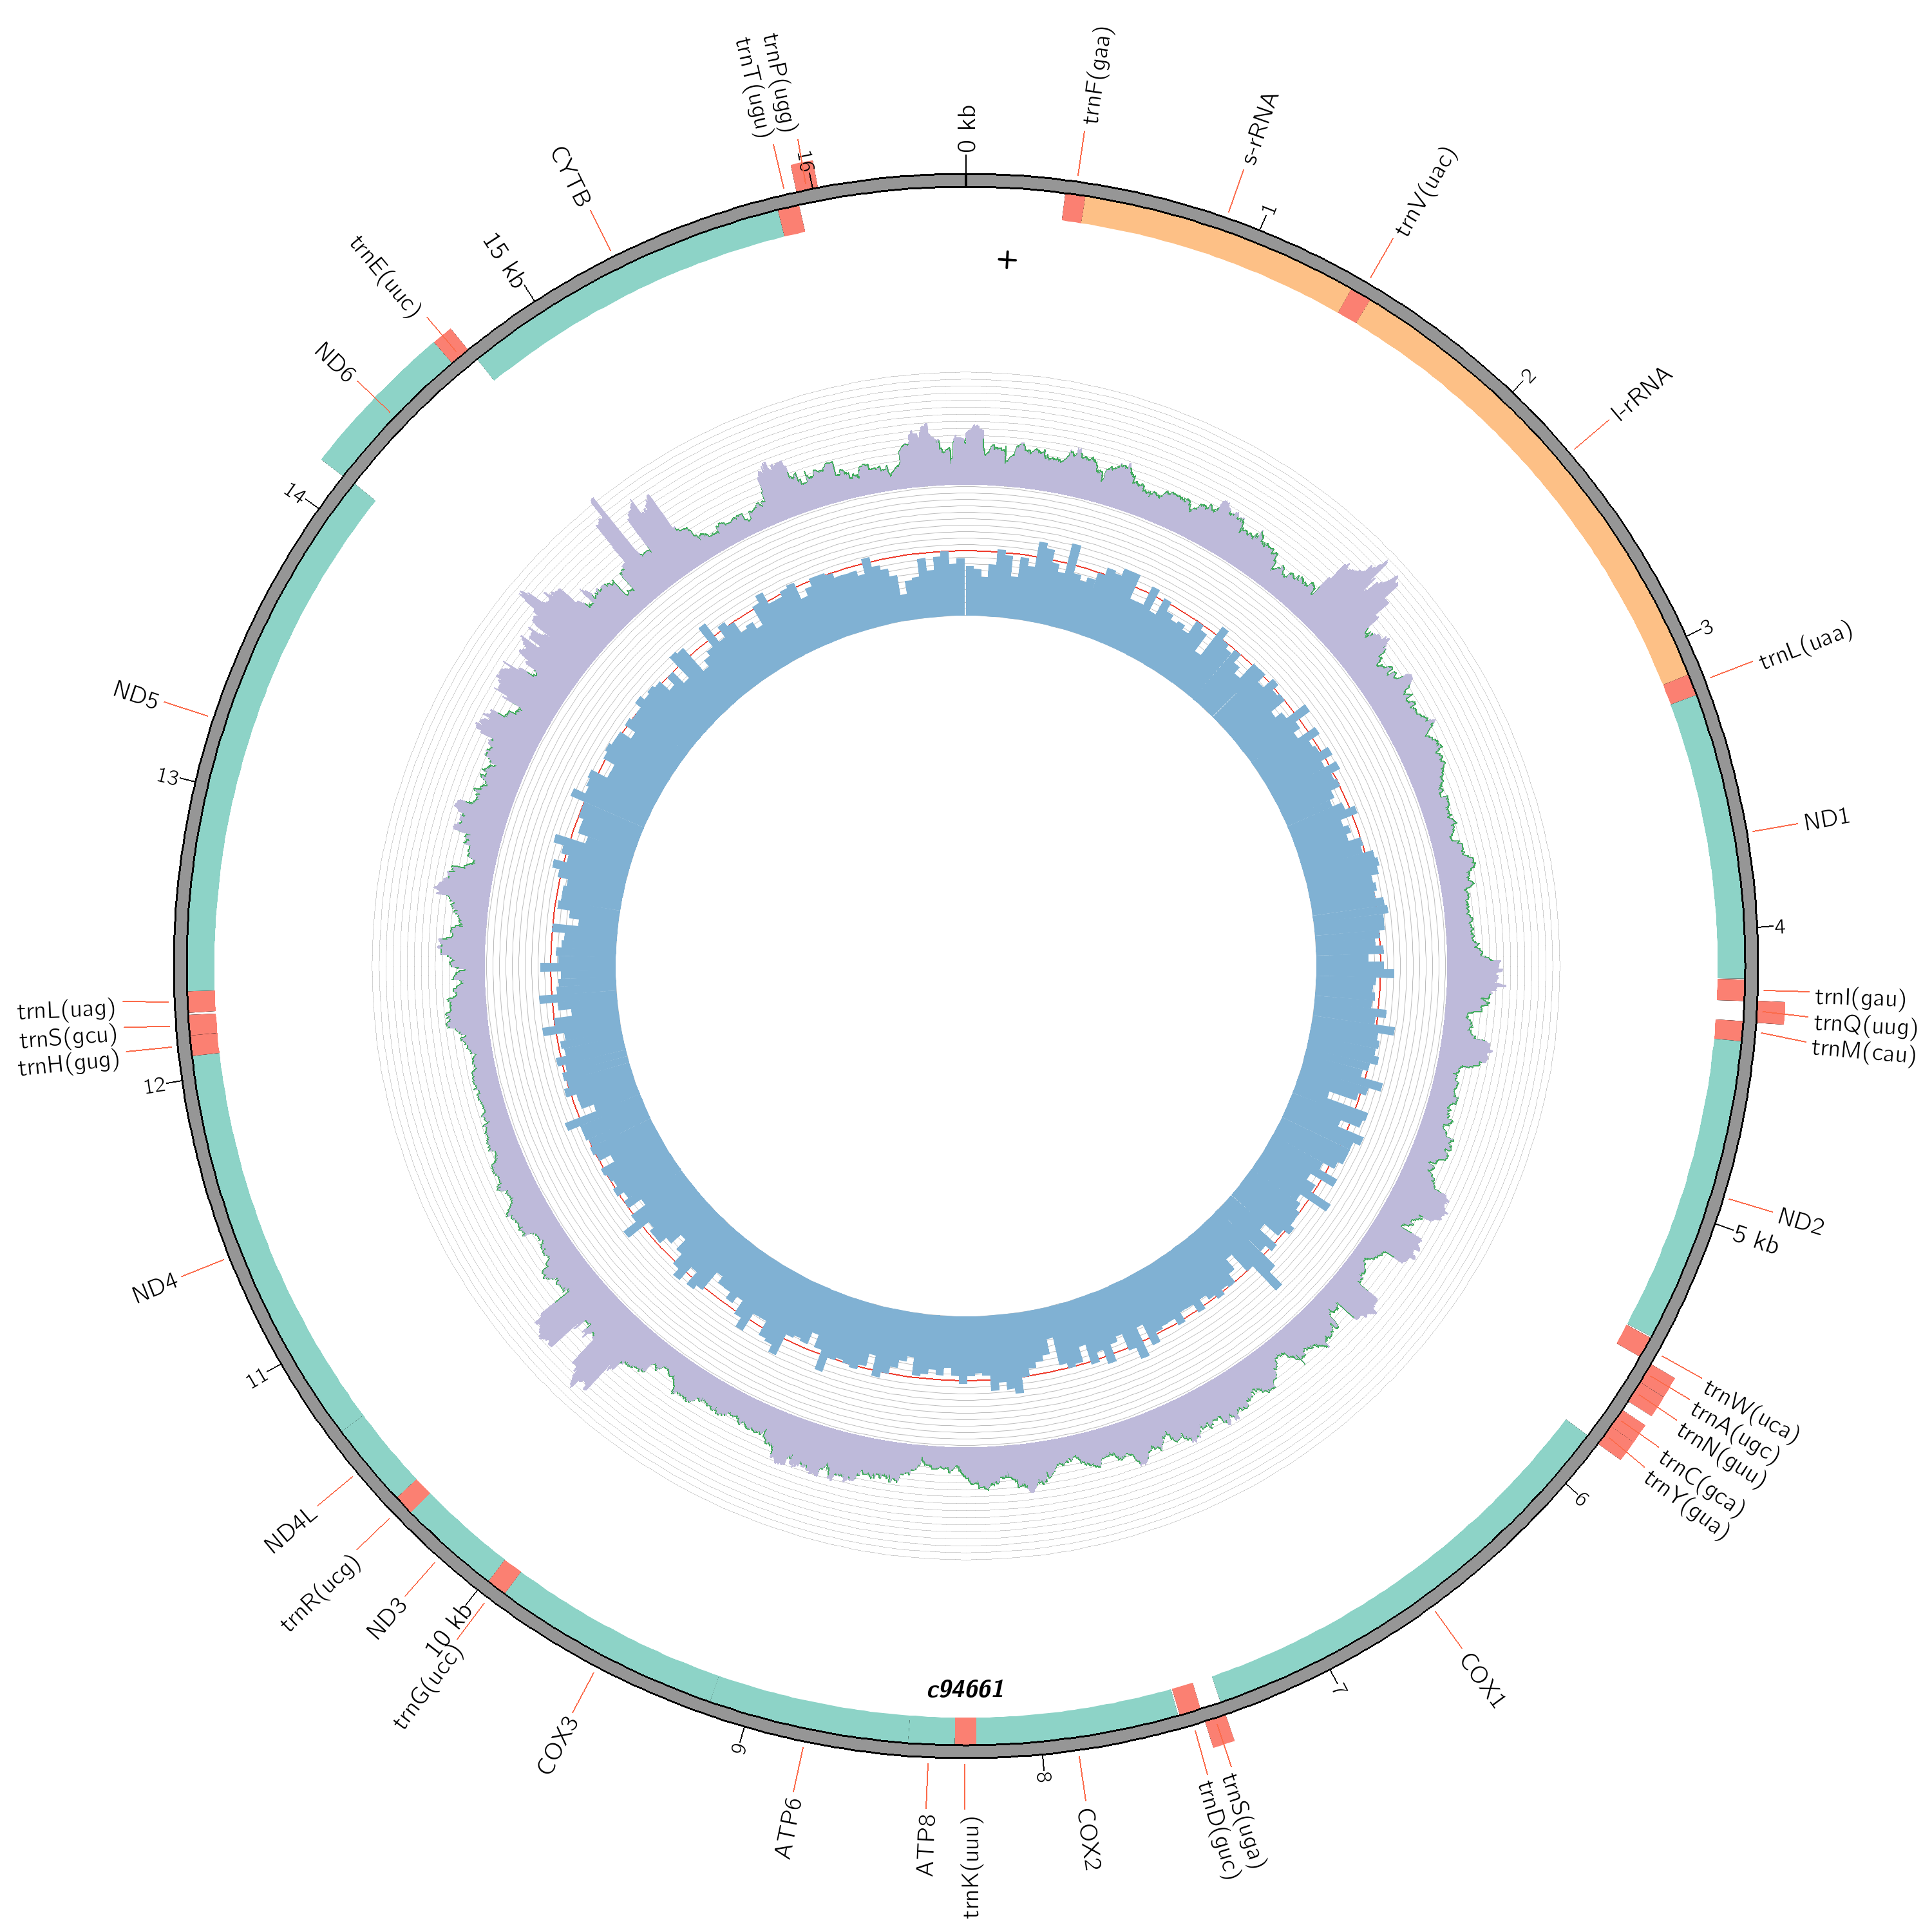 0 kb
trnF(gaa)
s-rRNA
1
trnV(uac)
2
l-rRNA
3
trnL(uaa)
ND1
4
trnI(gau)
trnQ(uug)
trnM(cau)
ND2
5 kb
trnW(uca)
trnA(ugc)
trnN(guu)
trnC(gca)
trnY(gua)
6
COX1
7
trnS(uga)
trnD(guc)
COX2
8
trnK(uuu)
ATP8
ATP6
9
COX3
trnG(ucc)
10 kb
ND3
trnR(ucg)
ND4L
11
ND4
12
trnH(gug)
trnS(gcu)
trnL(uag)
13
ND5
14
ND6
trnE(uuc)
15 kb
CYTB
trnT(ugu)
trnP(ugg)
16
+
c94661